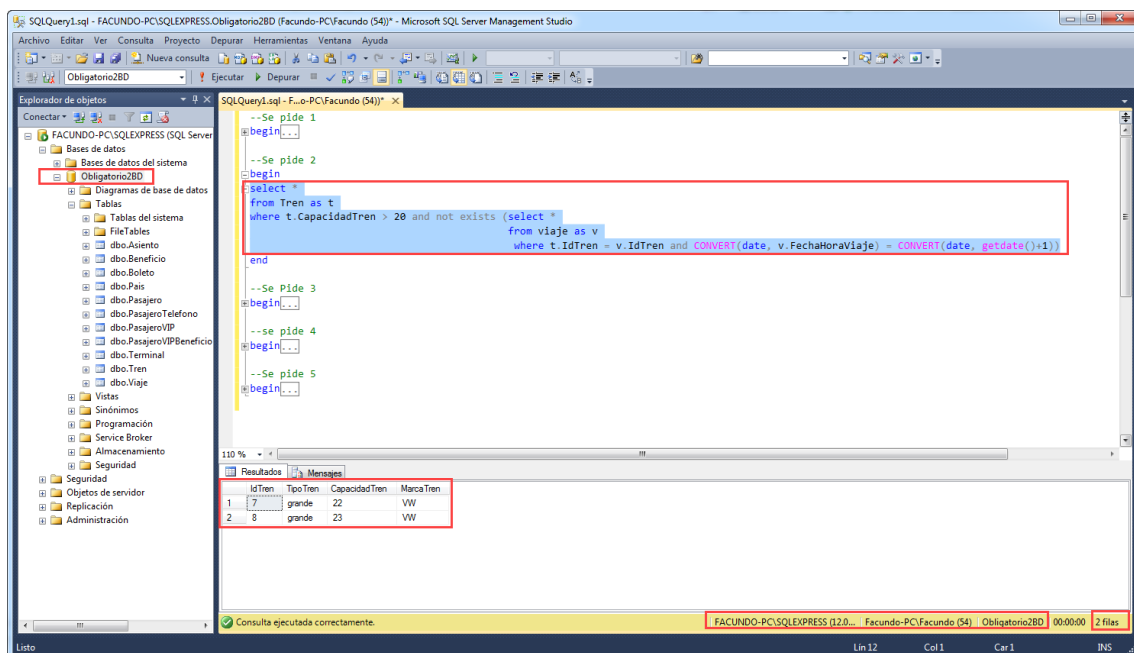 SQLQuery1.sql - FACUNDO-PC\SQLEXPRESS.Obligatorio2BD (Facundo-PC\Facundo (54))* - Microsoft SQL Server Management Studio
Archivo Editar Ver Consulta Proyecto Depurar Herramientas Ventana Ayuda
Nueva consulta
Obligatorio2BD Ejecutar Depurar
Explorador de objetos
Conectar
FACUNDO-PC\SQLEXPRESS (SQL Server
Bases de datos
Bases de datos del sistema
Obligatorio2BD
Diagramas de base de datos
Tablas
Tablas del sistema
FileTables
dbo.Asiento
dbo.Beneficio
dbo.Boleto
dbo.Pais
dbo.Pasajero
dbo.PasajeroTelefono
dbo.PasajeroVIP
dbo.PasajeroVIPBeneficio
dbo.Terminal
dbo.Tren
dbo.Viaje
Vistas
Sinónimos
Programación
Service Broker
Almacenamiento
Seguridad
Seguridad
Objetos de servidor
Replicación
Administración
SQLQuery1.sql - F...o-PC\Facundo (54))*
--Se pide 1
begin...
--Se pide 2
begin
select *
from Tren as t
where t.CapacidadTren > 20 and not exists (select *
from viaje as v
where t.IdTren = v.IdTren and CONVERT(date, v.FechaHoraViaje) = CONVERT(date, getdate()+1))
end
--Se Pide 3
begin...
--se pide 4
begin...
--Se pide 5
begin...
110 %
Resultados Mensajes
IdTren TipoTren CapacidadTren MarcaTren
1 7 grande 22 VW
2 8 grande 23 VW
Consulta ejecutada correctamente. FACUNDO-PC\SQLEXPRESS (12.0... Facundo-PC\Facundo (54) Obligatorio2BD 00:00:00 2 filas
Listo Lín 12 Col 1 Car 1 INS